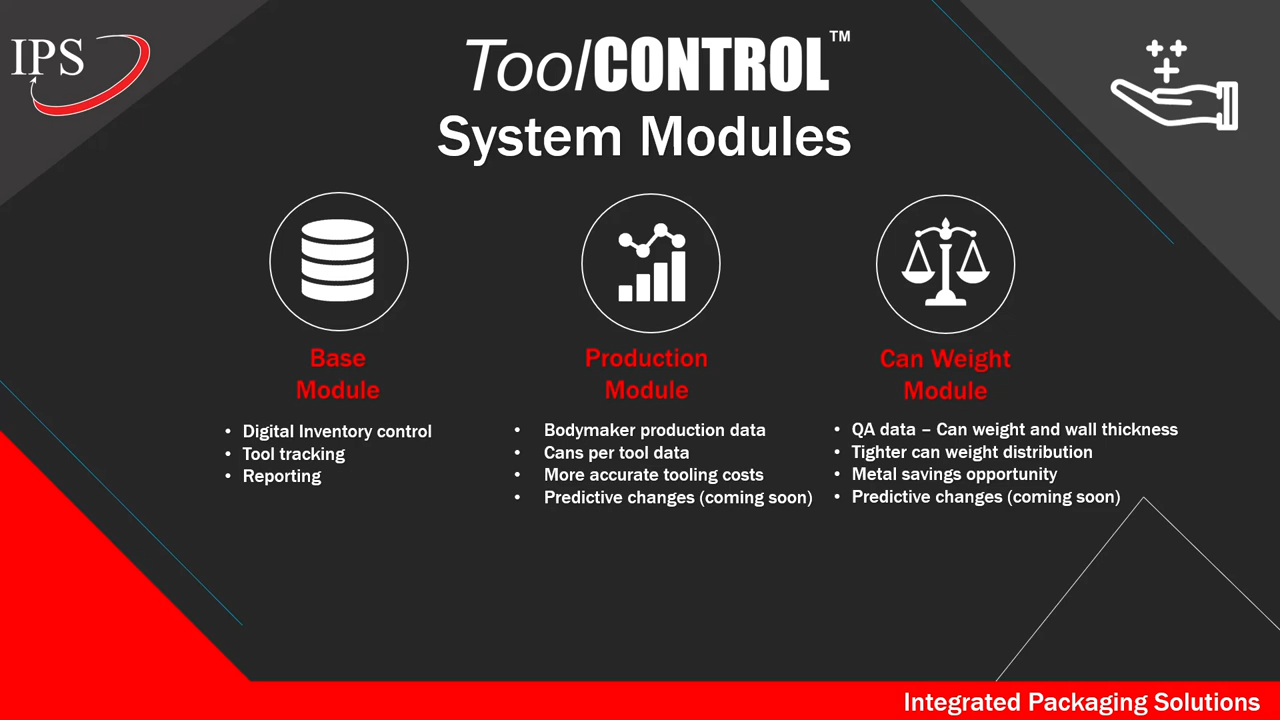 IPS
ToolCONTROL™
System Modules
Base
Module
• Digital Inventory control
• Tool tracking
• Reporting
Production
Module
• Bodymaker production data
• Cans per tool data
• More accurate tooling costs
• Predictive changes (coming soon)
Can Weight
Module
• QA data – Can weight and wall thickness
• Tighter can weight distribution
• Metal savings opportunity
• Predictive changes (coming soon)
Integrated Packaging Solutions